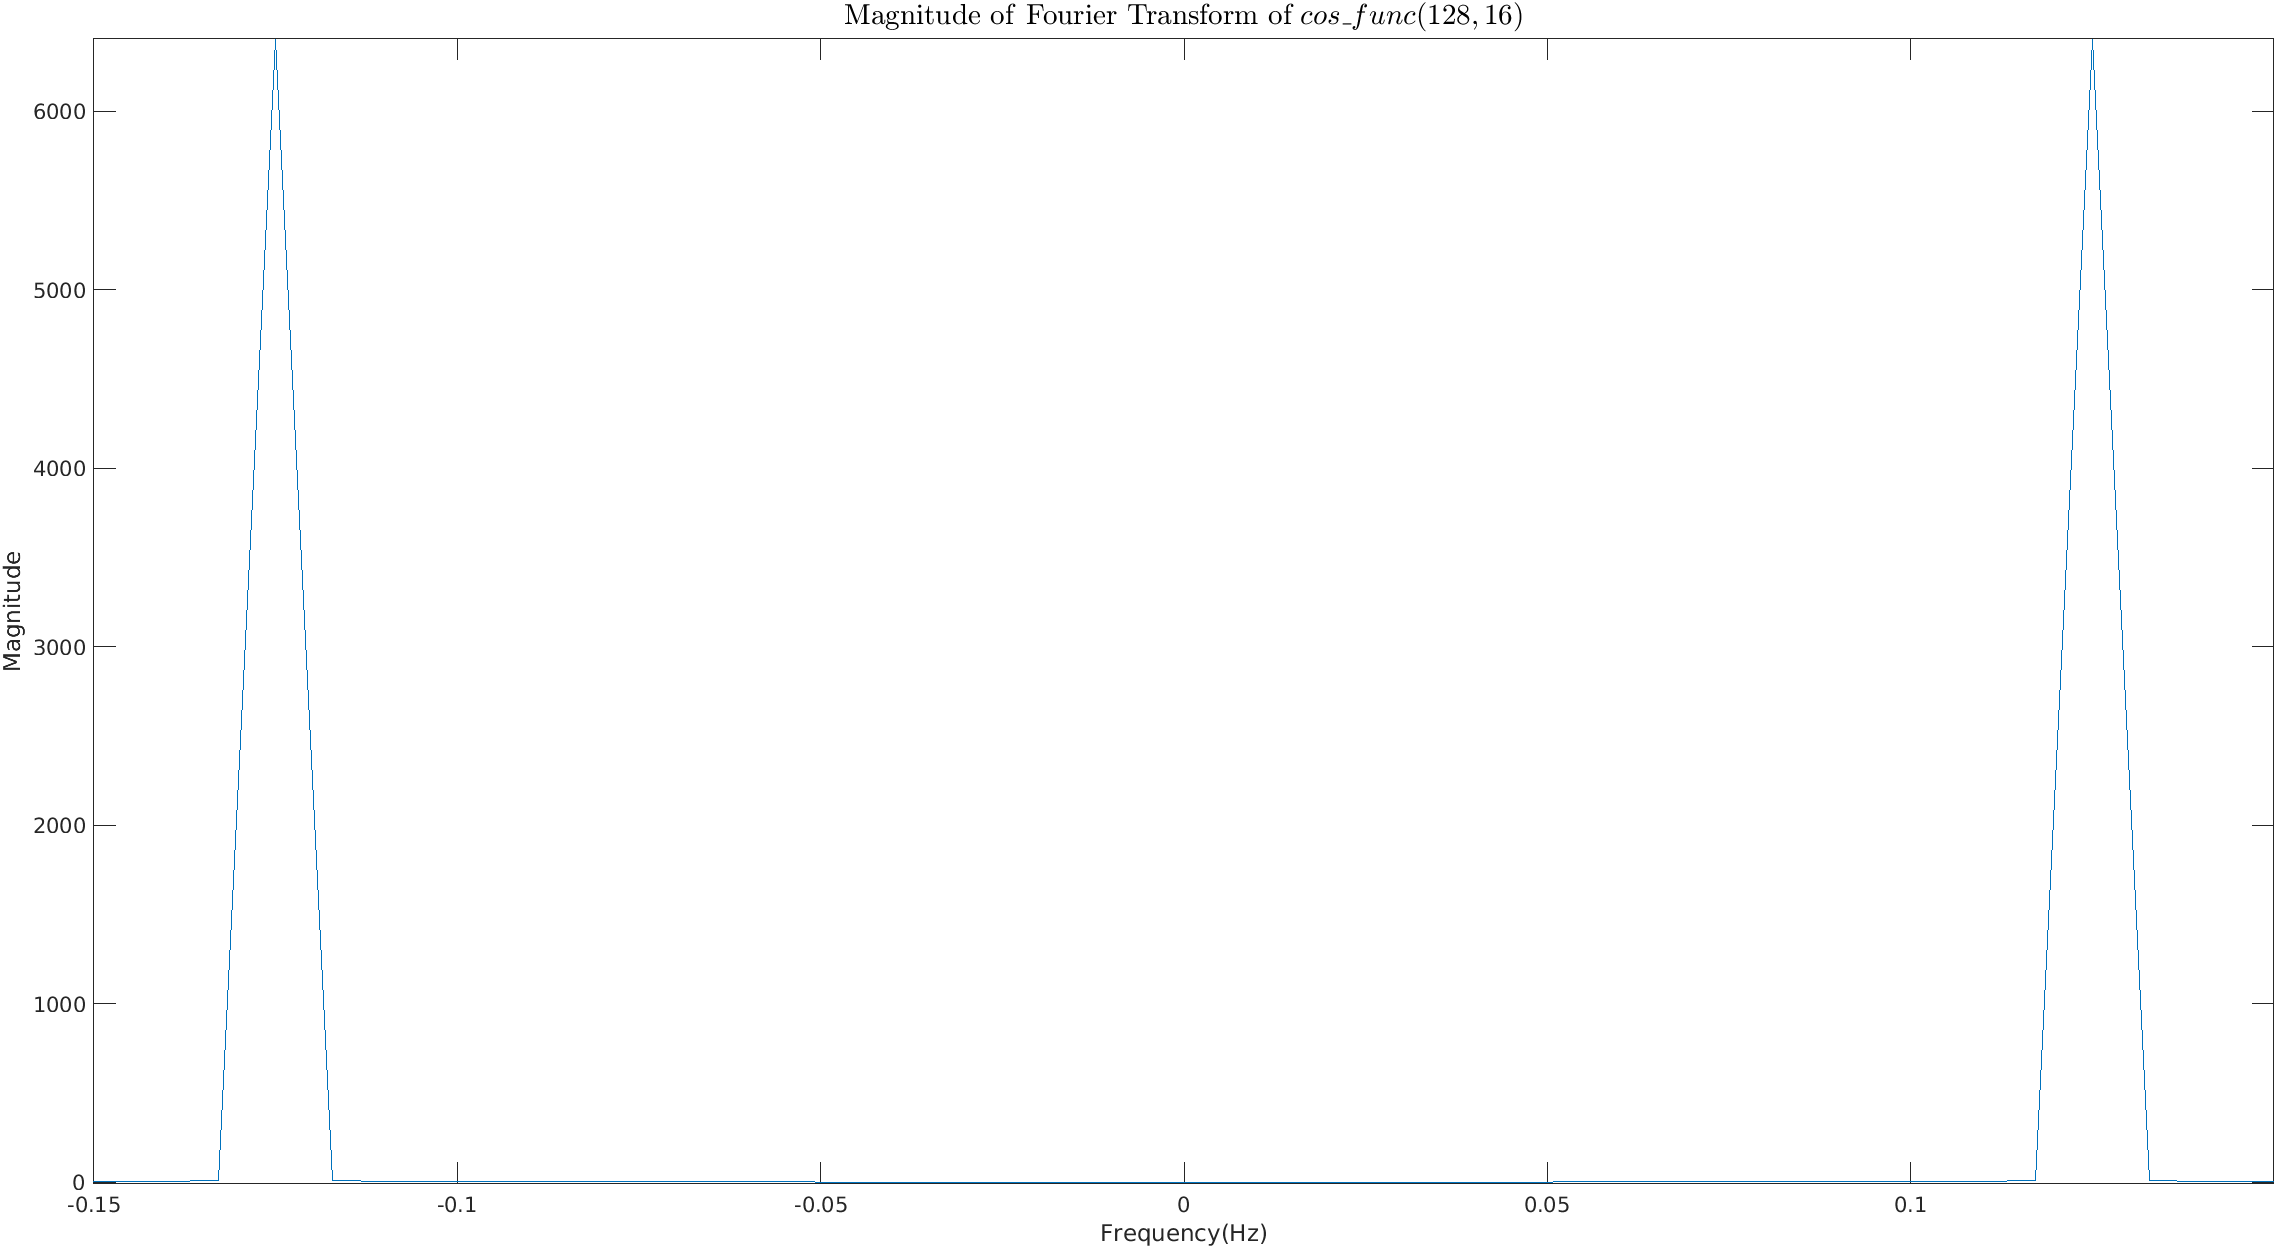 Magnitude of Fourier Transform of cos_func(128, 16)
6000
5000
4000
3000
2000
1000
0
Magnitude
-0.15 -0.1 -0.05 0 0.05 0.1
Frequency(Hz)